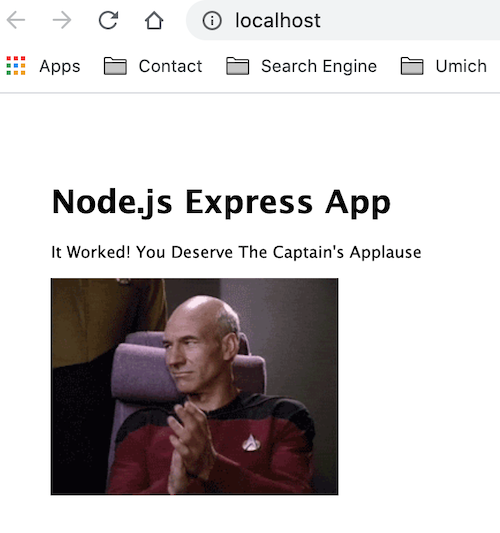 localhost
Apps Contact Search Engine Umich
Node.js Express App
It Worked! You Deserve The Captain's Applause